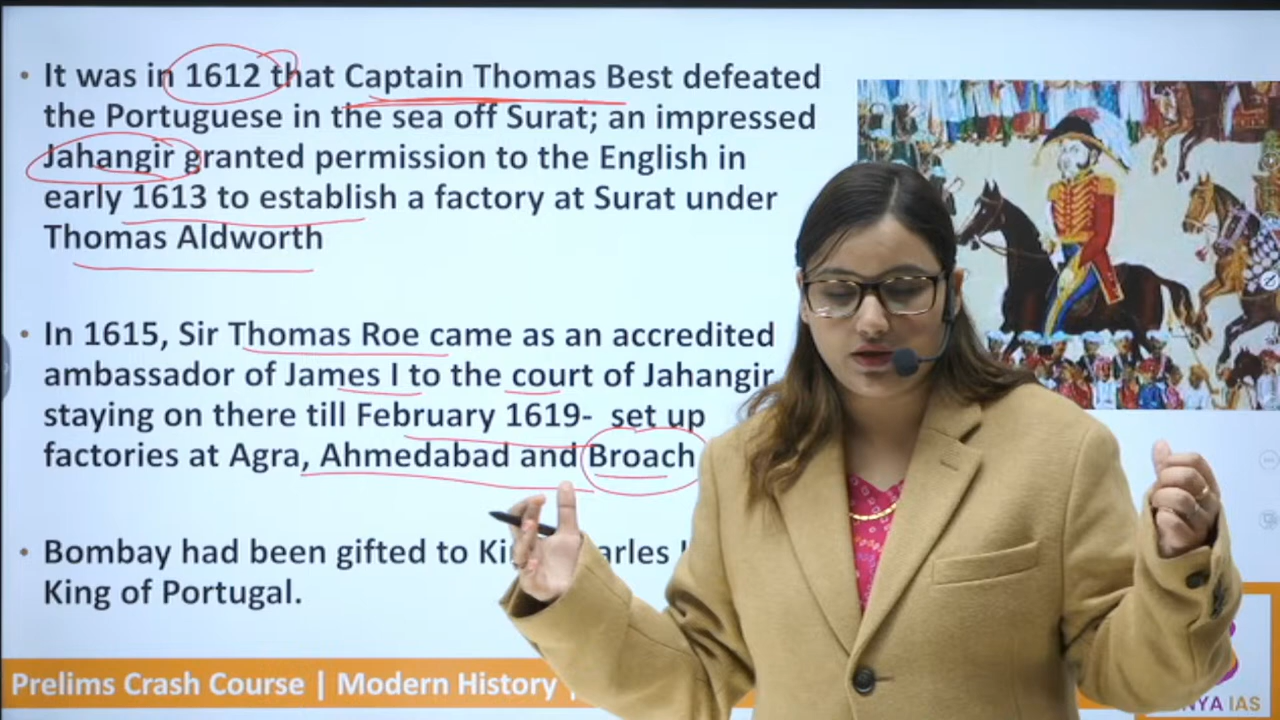 • It was in 1612 that Captain Thomas Best defeated
the Portuguese in the sea off Surat; an impressed
Jahangir granted permission to the English in
early 1613 to establish a factory at Surat under
Thomas Aldworth
• In 1615, Sir Thomas Roe came as an accredited
ambassador of James I to the court of Jahangir
staying on there till February 1619- set up
factories at Agra, Ahmedabad and Broach
• Bombay had been gifted to
King of Portugal.
Prelims Crash Course | Modern History |
IAS